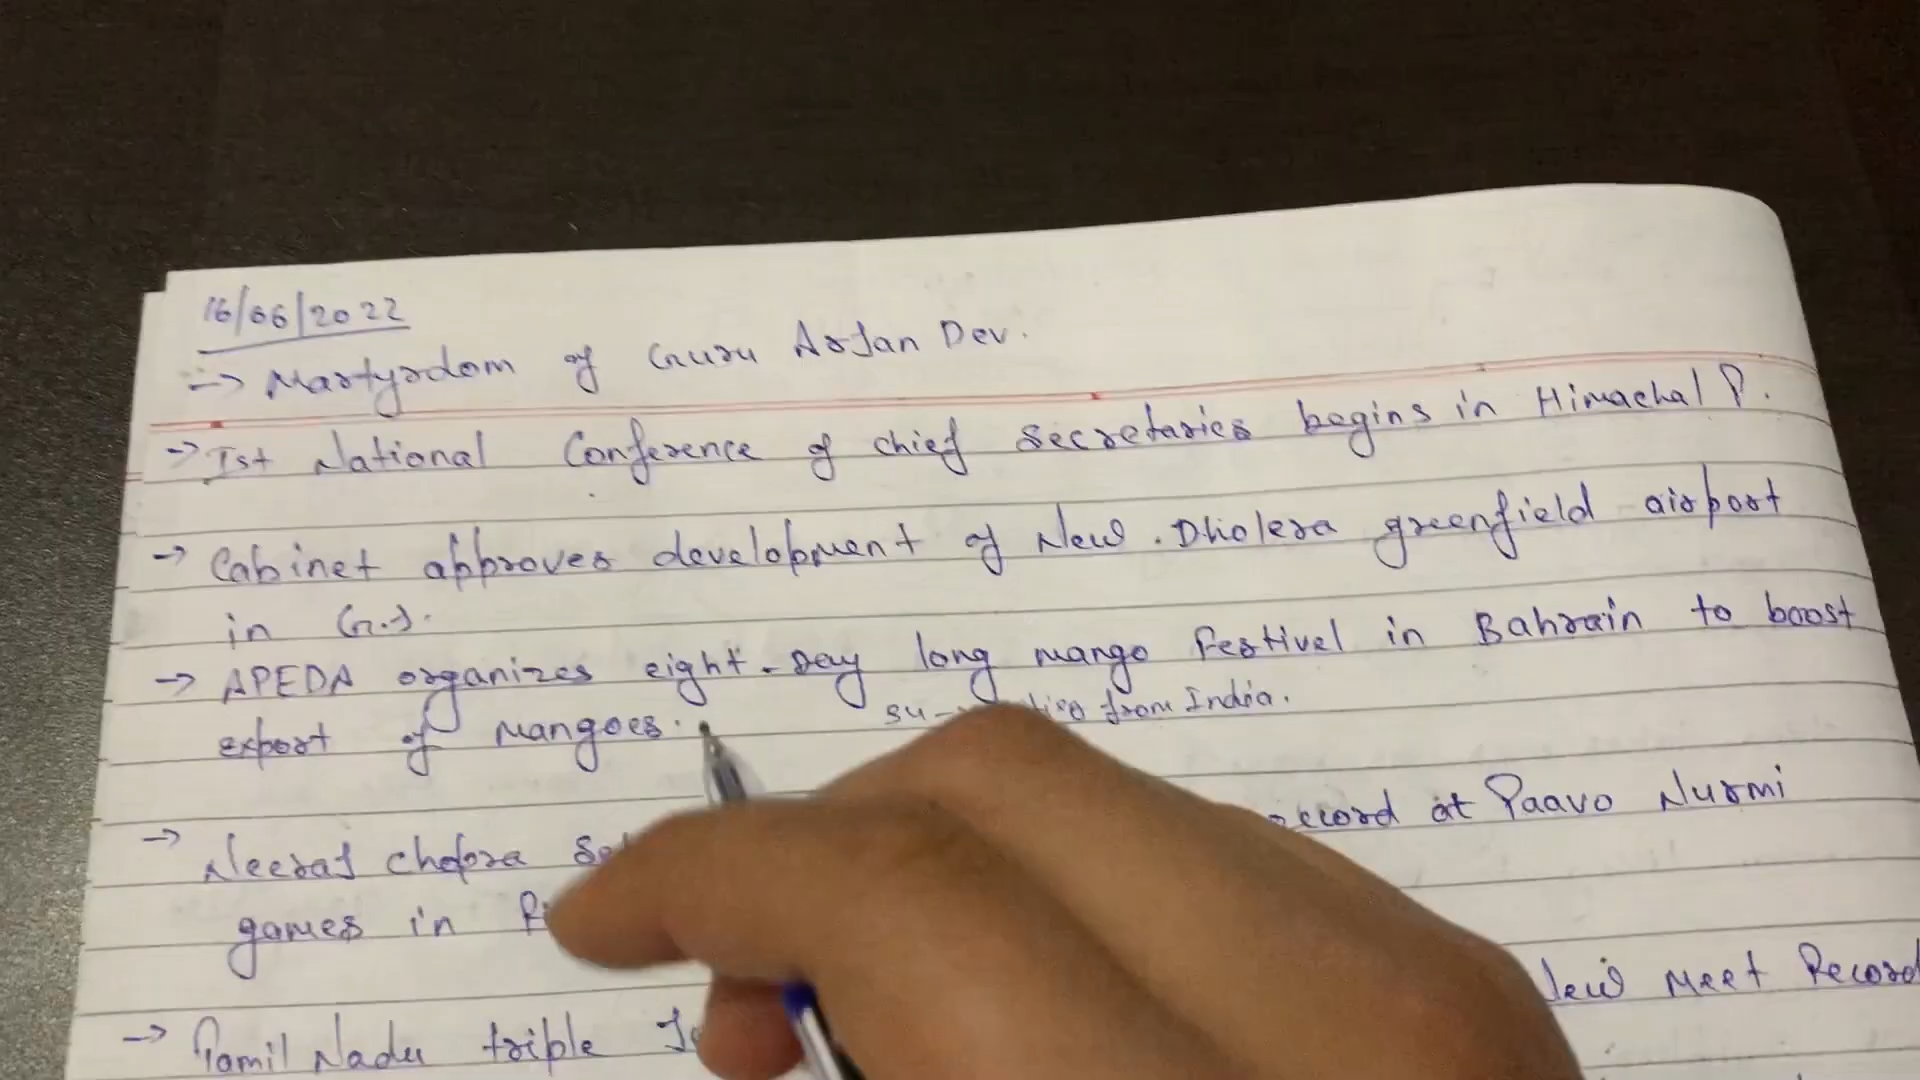 16/06/2022
→ Martyrdom of Guru Arjan Dev.
→ Ist National Conference of chief secretaries begins in Himachal P.
→ Cabinet approves development of New Dholera greenfield airport
in G.J.
→ APEDA organizes eight-Day long mango Festivel in Bahrain to boost
export of Mangoes.
from India.
→ Neeraj chopra record at Paavo Nurmi
games in
New Meet Record
→ Tamil Nadu trible